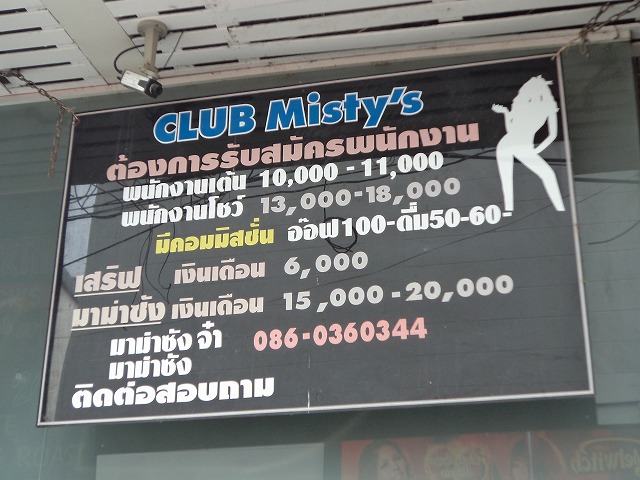 CLUB Misty's
ต้องการรับสมัครพนักงาน
พนักงานเต้น 10,000 - 11,000
พนักงานโชว์ 13,000-18,000
มีคอมมิสชั่น อ๊อฟ100-ดื่ม50-60-
เสริฟ เงินเดือน 6,000
มาม่าซัง เงินเดือน 15,000-20,000
มาม่าซัง จ๋า 086-0360344
มาม่าซัง
ติดต่อสอบถาม